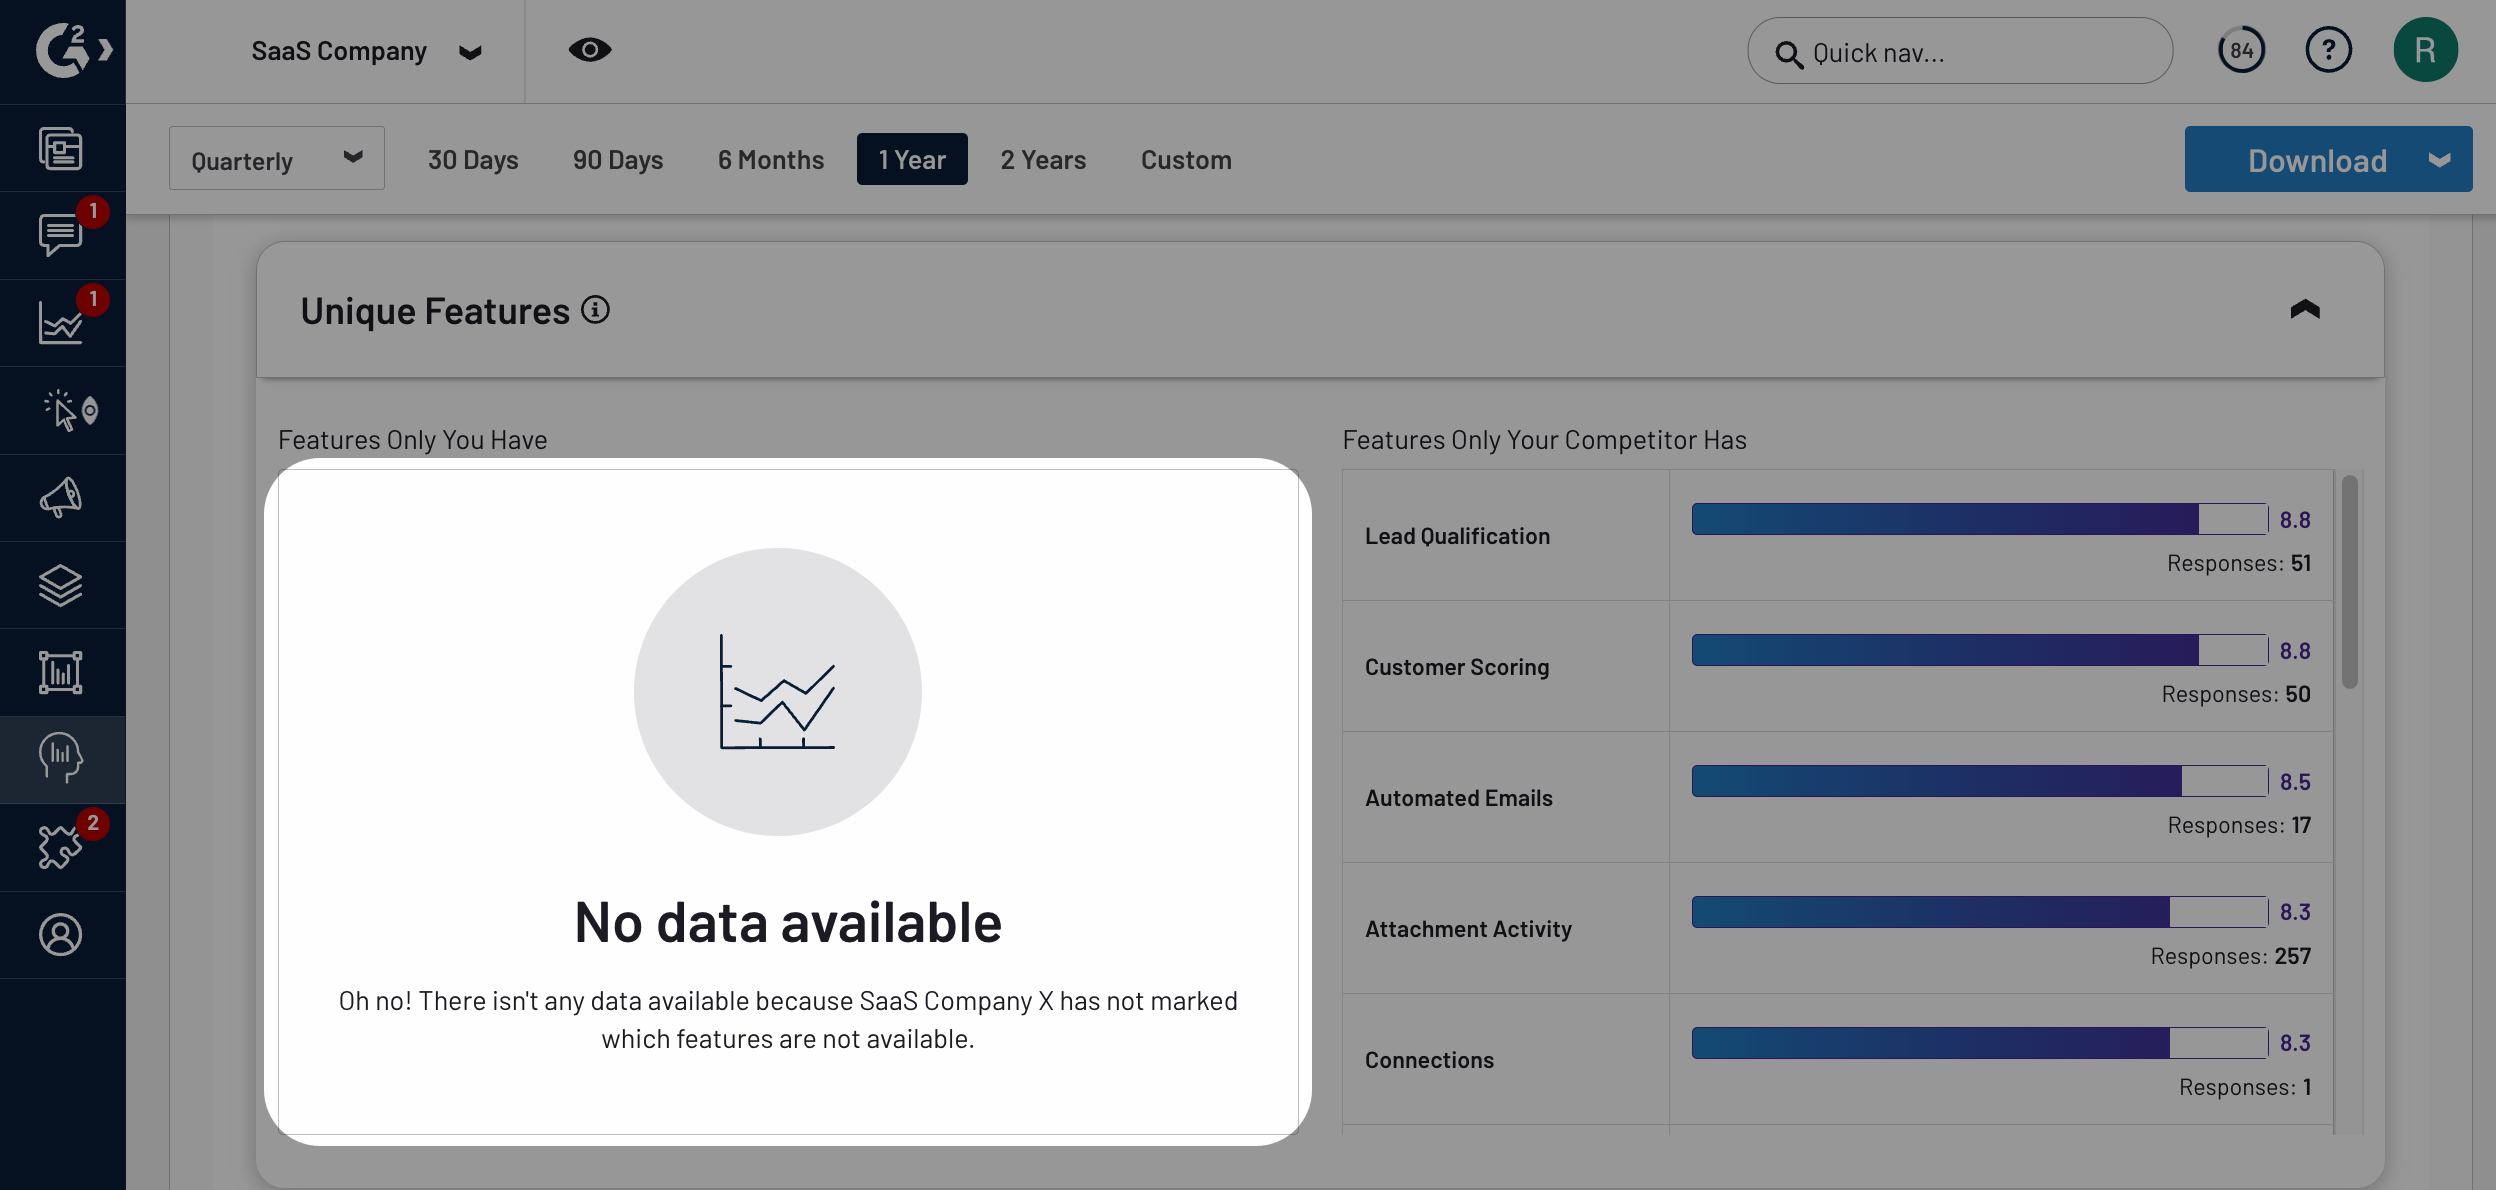 SaaS Company
Quick nav...
84
?
R
Quarterly
30 Days
90 Days
6 Months
1 Year
2 Years
Custom
Download
1
1
2
Unique Features
Features Only You Have
No data available
Oh no! There isn't any data available because SaaS Company X has not marked
which features are not available.
Features Only Your Competitor Has
Lead Qualification
8.8
Responses: 51
Customer Scoring
8.8
Responses: 50
Automated Emails
8.5
Responses: 17
Attachment Activity
8.3
Responses: 257
Connections
8.3
Responses: 1